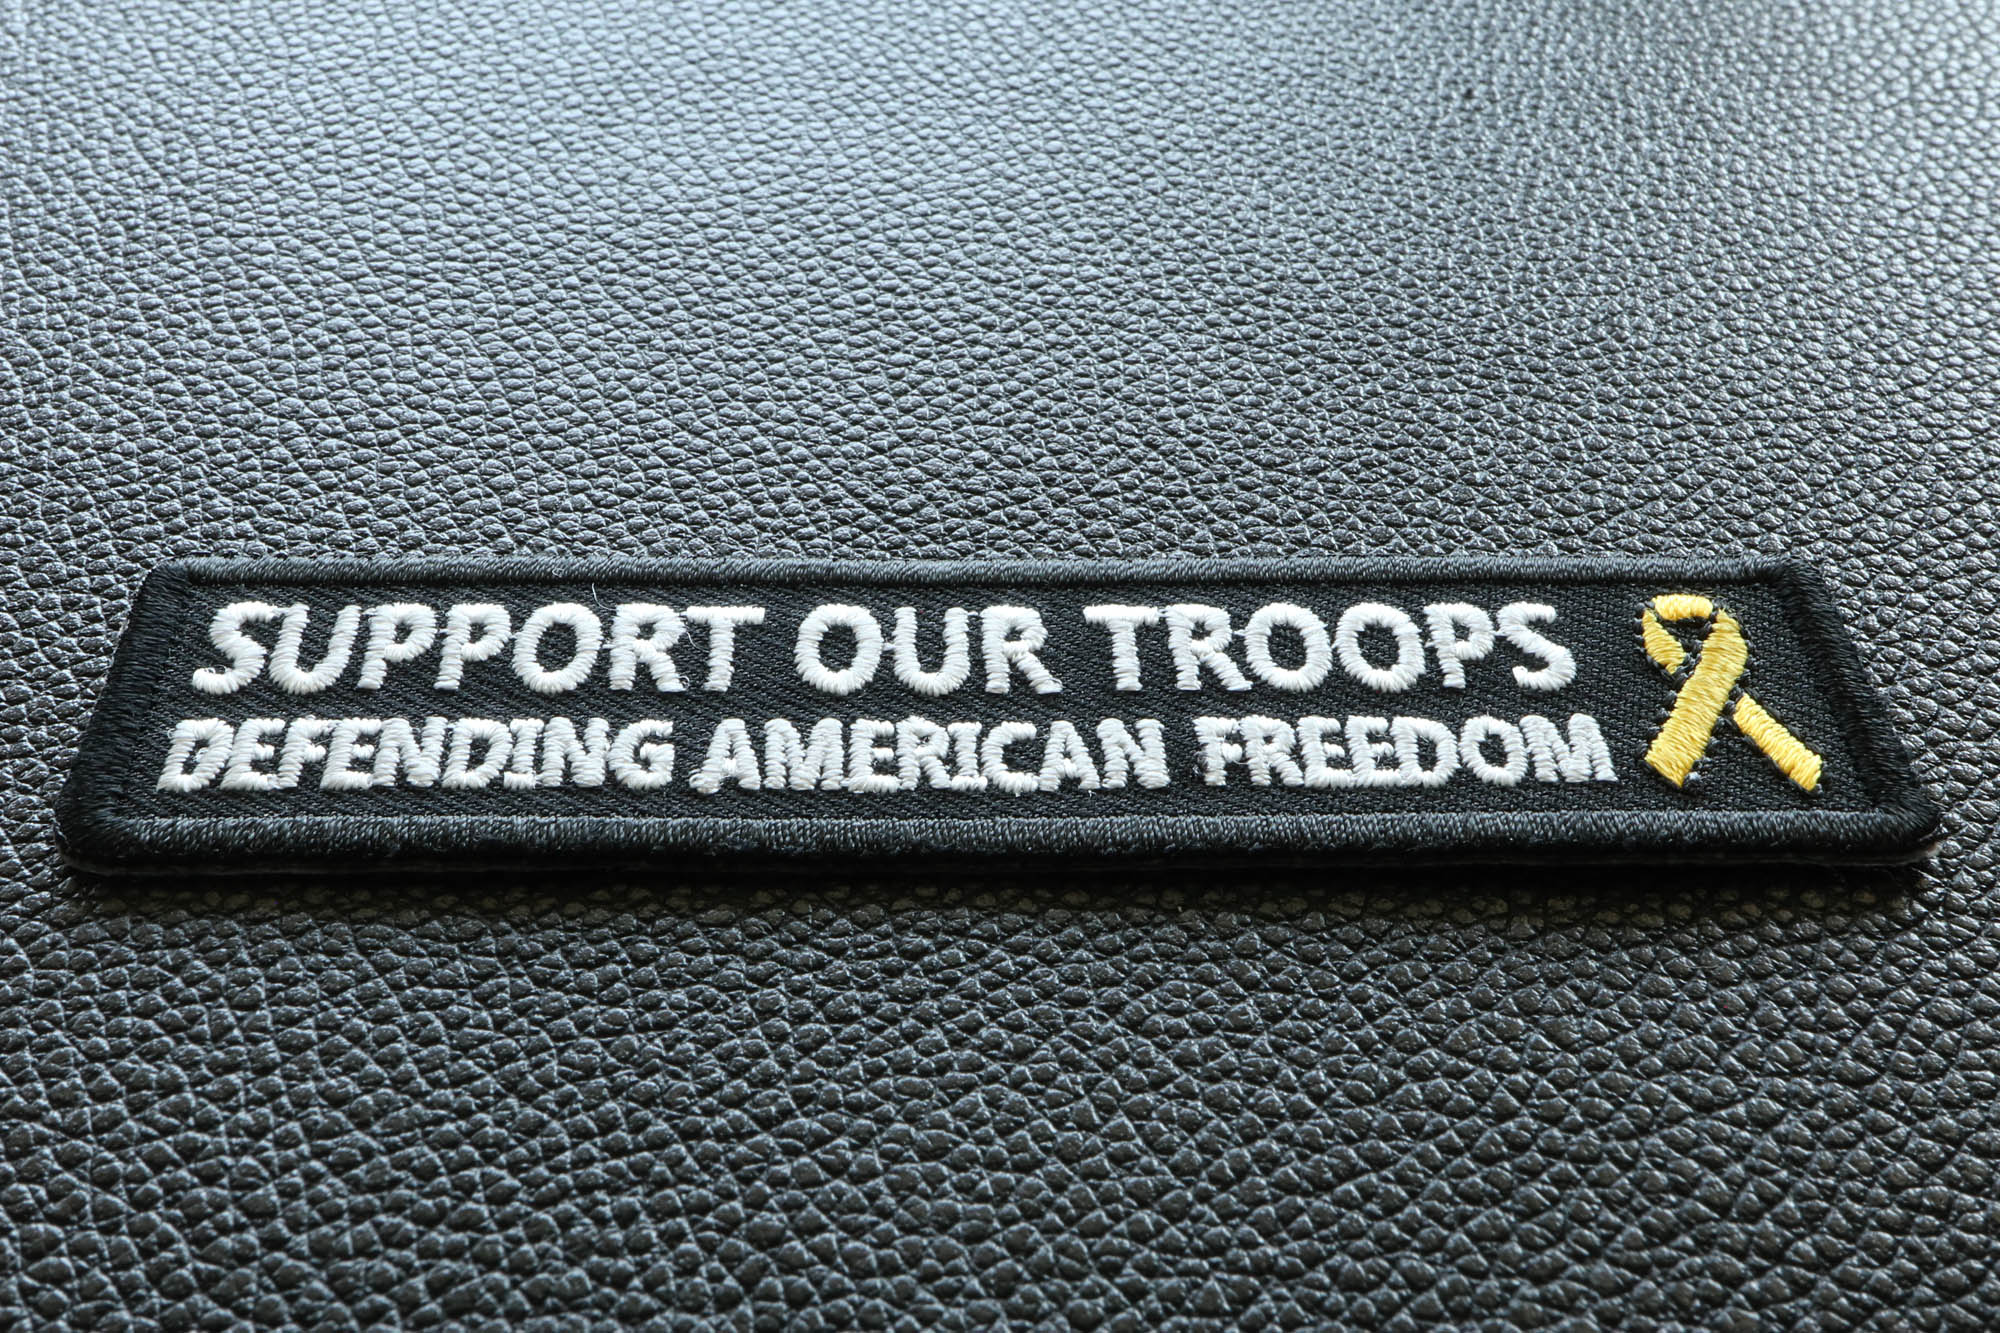 SUPPORT OUR TROOPS
DEFENDING AMERICAN FREEDOM